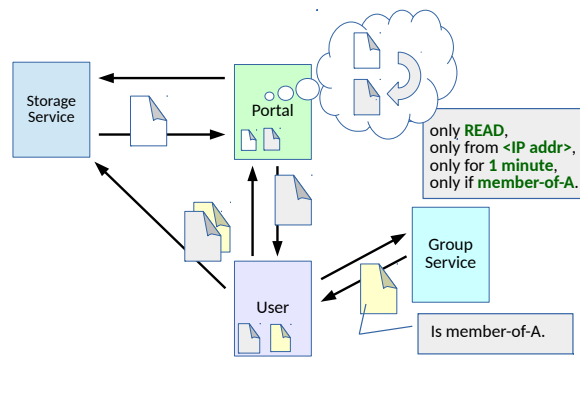 Storage
Service
Portal
only READ,
only from <IP addr>,
only for 1 minute,
only if member-of-A.
Group
Service
User
Is member-of-A.